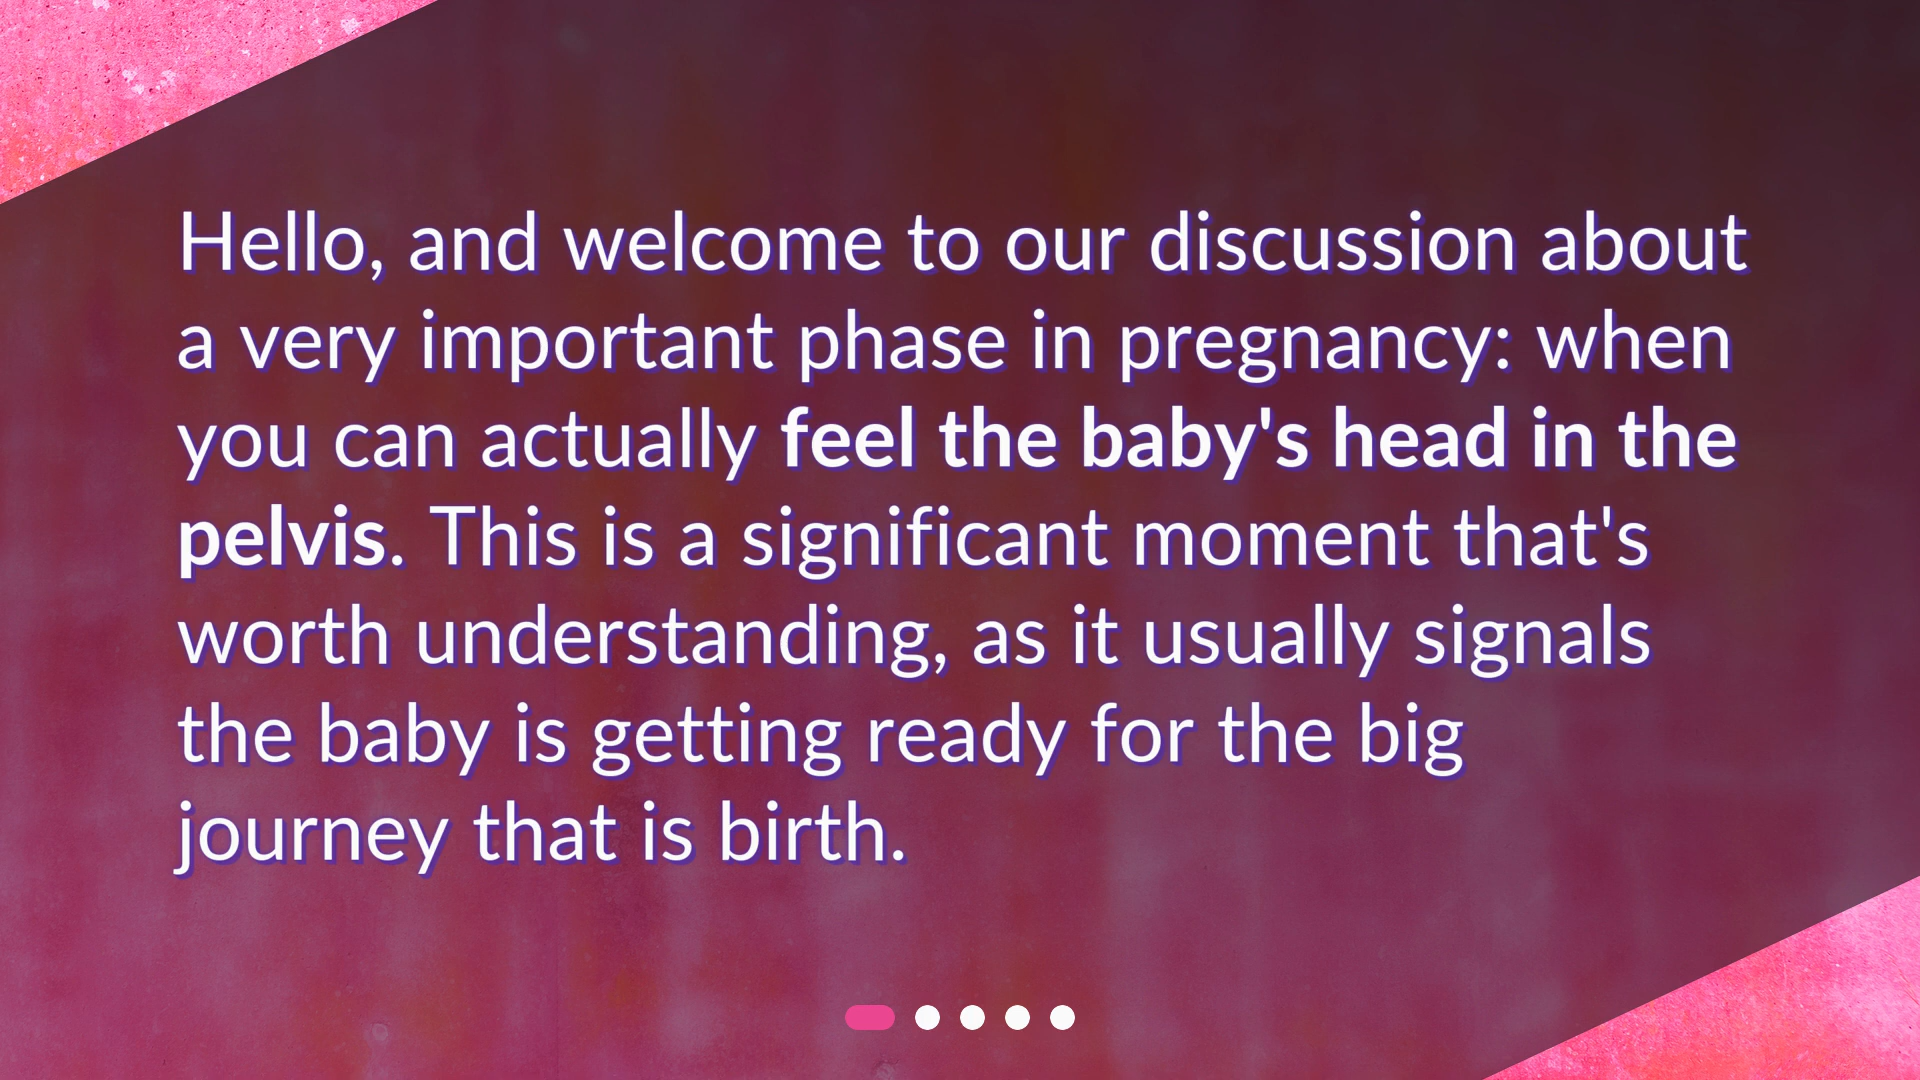 Hello, and welcome to our discussion about
a very important phase in pregnancy: when
you can actually feel the baby's head in the
pelvis. This is a significant moment that's
worth understanding, as it usually signals
the baby is getting ready for the big
journey that is birth.